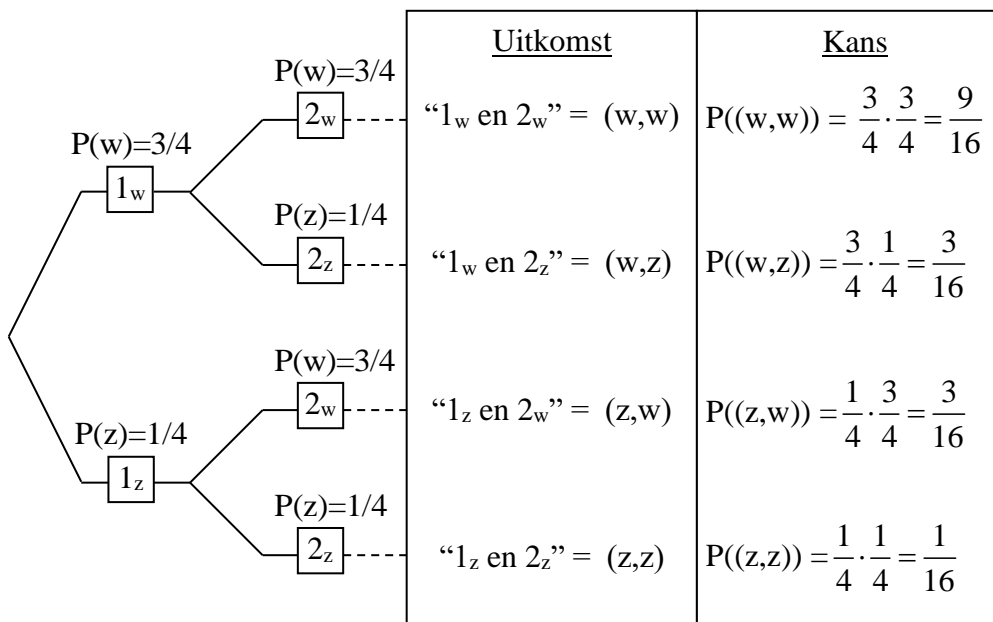 Uitkomst Kans
P(w)=3/4
2w “1w en 2w” = (w,w) P((w,w)) = 3/4 · 3/4 = 9/16
P(w)=3/4
1w
P(z)=1/4
2z “1w en 2z” = (w,z) P((w,z)) = 3/4 · 1/4 = 3/16
P(w)=3/4
2w “1z en 2w” = (z,w) P((z,w)) = 1/4 · 3/4 = 3/16
P(z)=1/4
1z
P(z)=1/4
2z “1z en 2z” = (z,z) P((z,z)) = 1/4 · 1/4 = 1/16